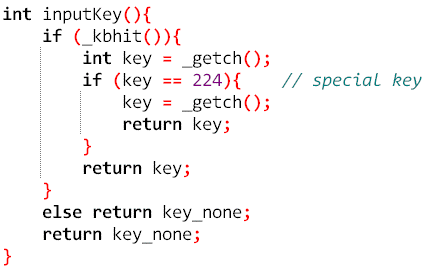 int inputKey(){
if (_kbhit()){
int key = _getch();
if (key == 224){ // special key
key = _getch();
return key;
}
return key;
}
else return key_none;
return key_none;
}